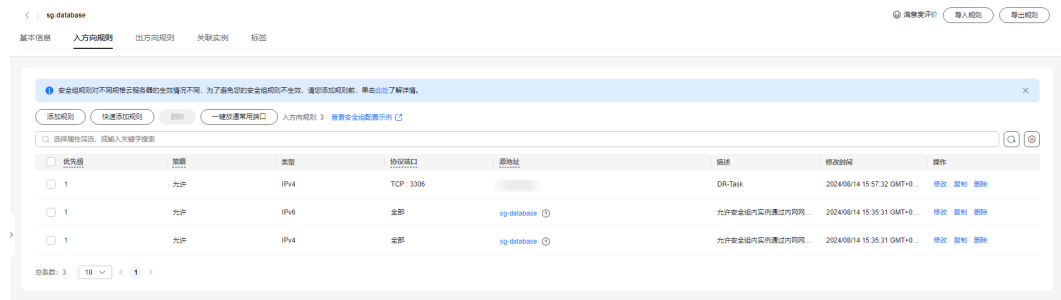 sg-database 满意度评价 导入规则 导出规则
基本信息 入方向规则 出方向规则 关联实例 标签
安全组规则对不同规格云服务器的生效情况不同，为了避免您的安全组规则不生效，请您添加规则前，单击此处了解详情。
添加规则 快速添加规则 删除 一键放通常用端口 入方向规则: 3 查看安全组配置示例
选择属性筛选，或输入关键字搜索
优先级 策略 类型 协议端口 源地址 描述 修改时间 操作
1 允许 IPv4 TCP : 3306 DR-Task 2024/08/14 15:57:32 GMT+0... 修改 复制 删除
1 允许 IPv6 全部 sg-database 允许安全组内实例通过内网网... 2024/08/14 15:35:31 GMT+0... 修改 复制 删除
1 允许 IPv4 全部 sg-database 允许安全组内实例通过内网网... 2024/08/14 15:35:31 GMT+0... 修改 复制 删除
总条数: 3 10 1